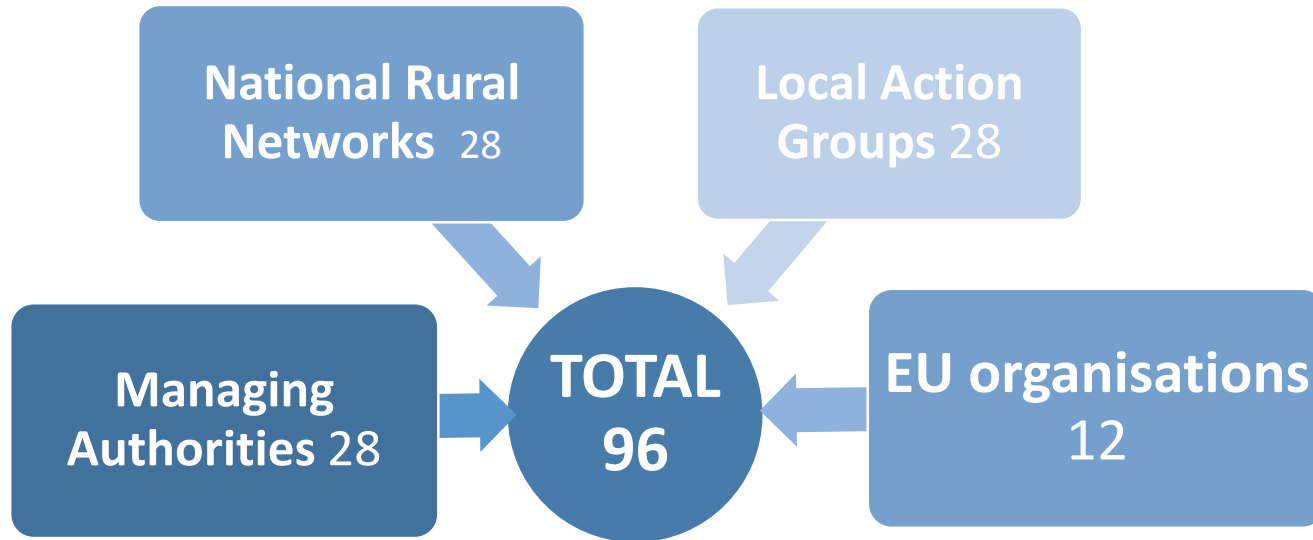 National Rural
Networks 28
Local Action
Groups 28
Managing
Authorities 28
TOTAL
96
EU organisations
12